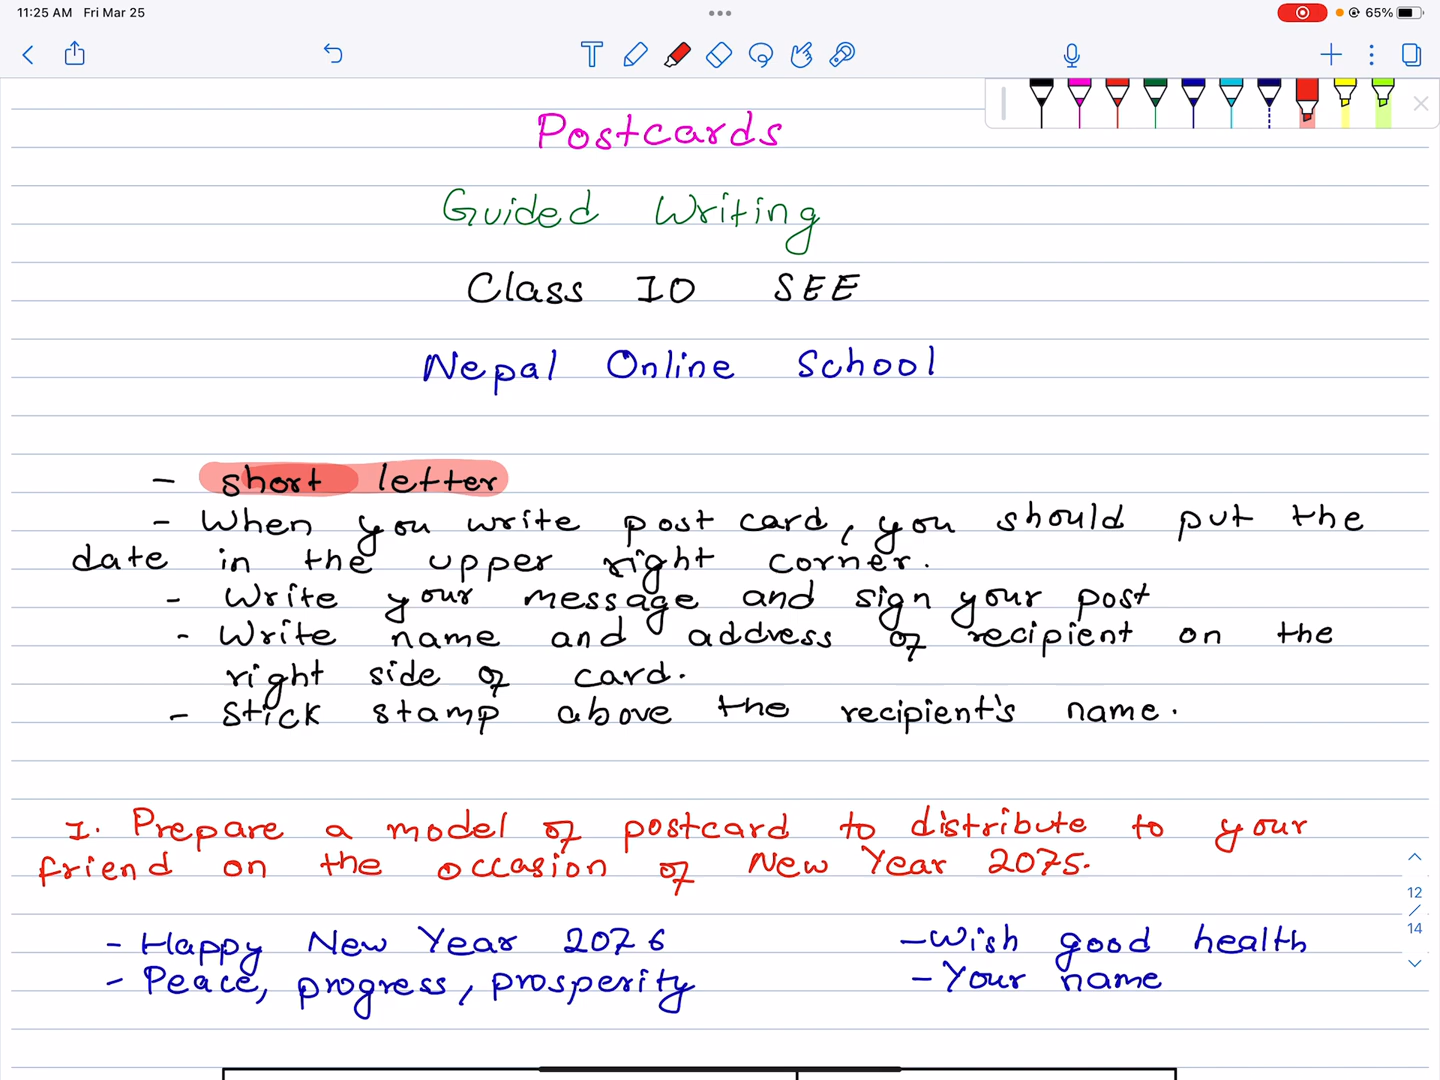 11:25 AM Fri Mar 25
65%
Postcards
Guided Writing
Class 10 SEE
Nepal Online School
- short letter
- When you write post card, you should put the
date in the upper right corner.
- Write your message and sign your post
- Write name and address of recipient on the
right side of card.
- Stick stamp above the recipient's name.
1. Prepare a model of postcard to distribute to your
friend on the occasion of New Year 2075.
- Happy New Year 2076
- Wish good health
- Peace, progress, prosperity
- Your name
12
/
14